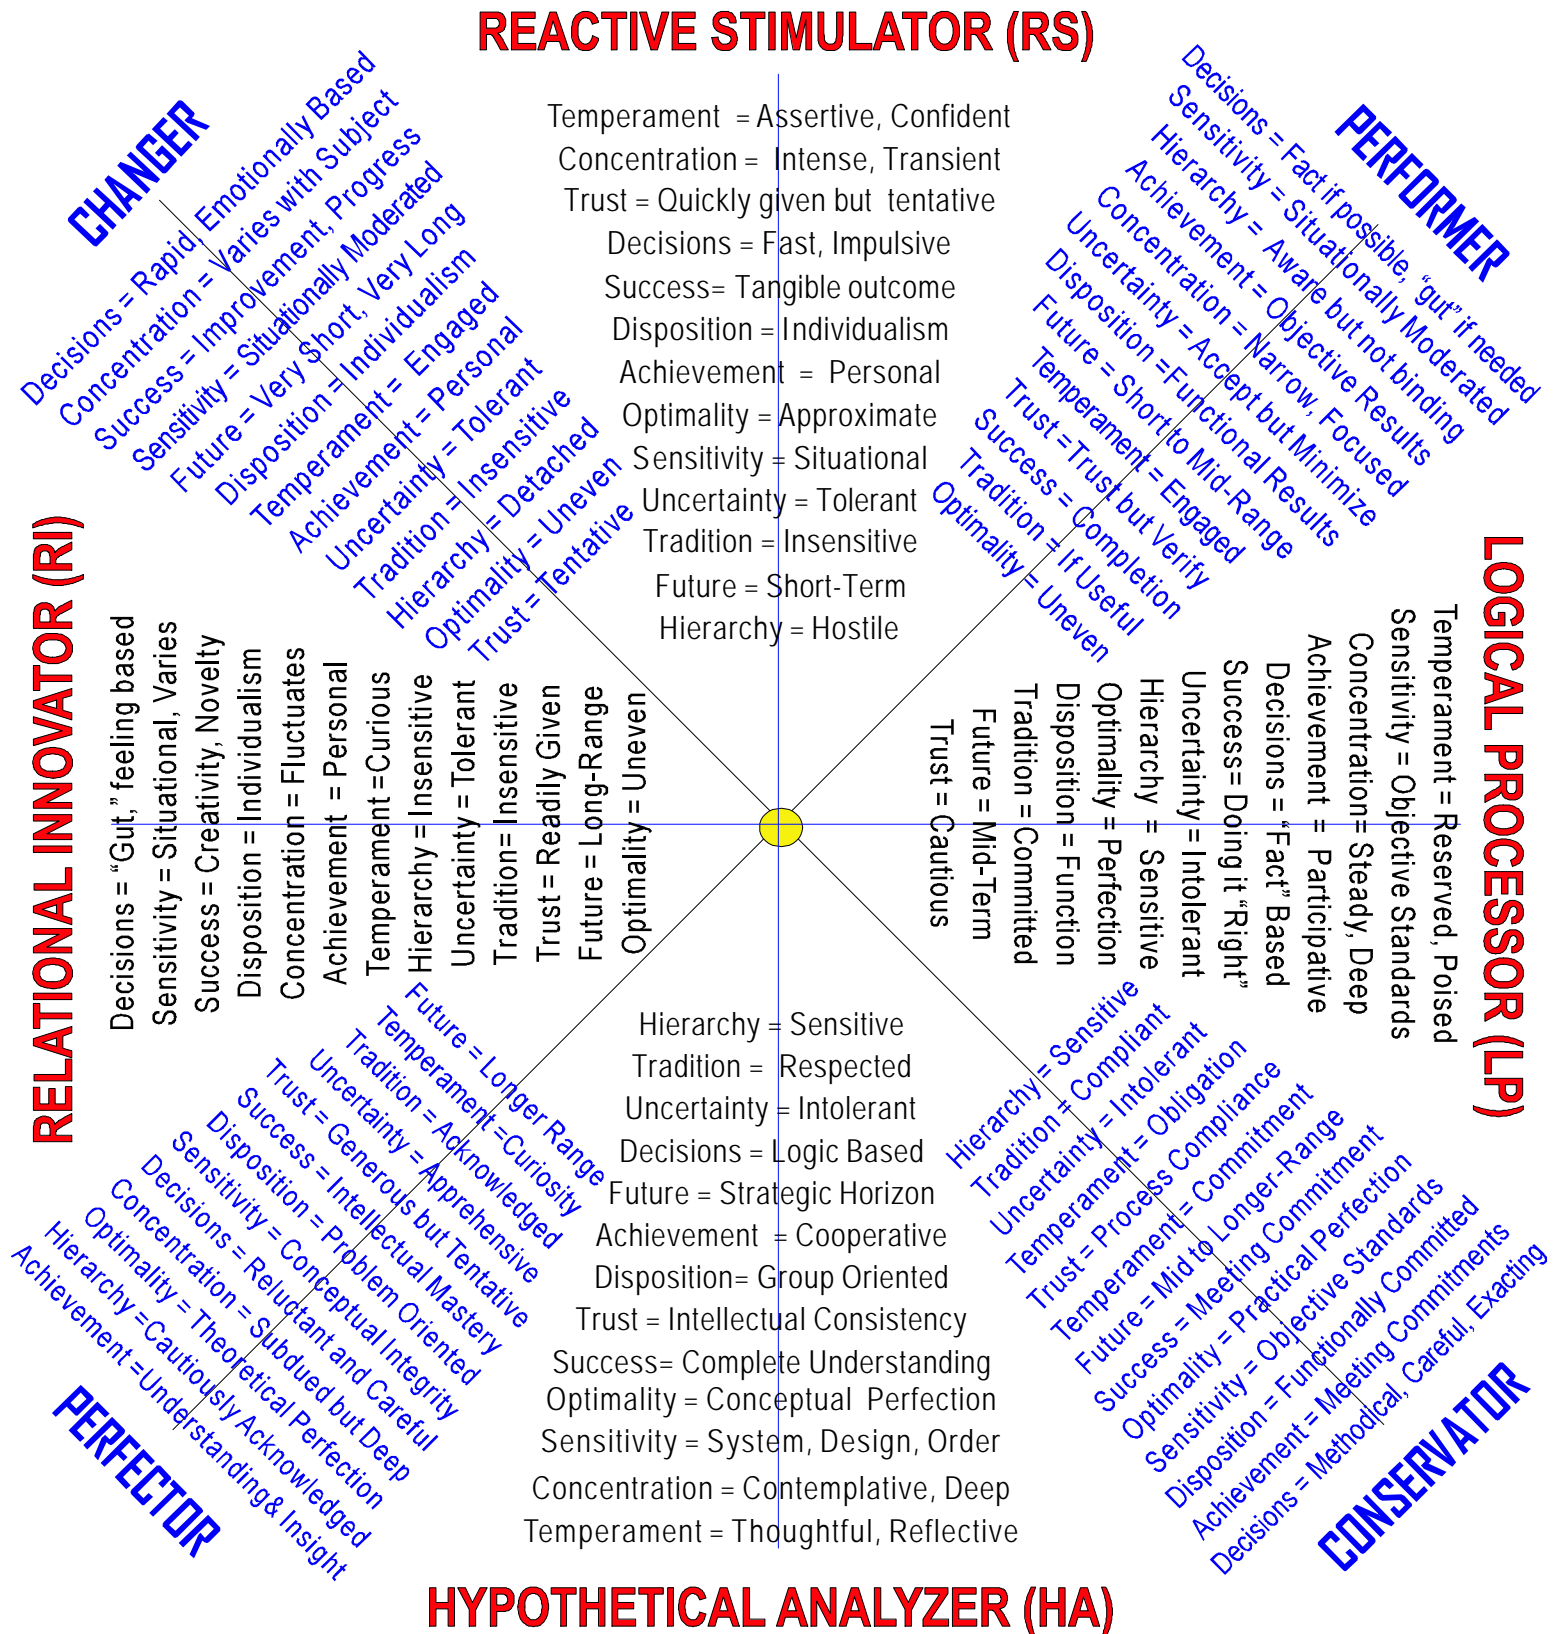 REACTIVE STIMULATOR (RS)
Temperament = Assertive, Confident
Concentration = Intense, Transient
Trust = Quickly given but tentative
Decisions = Fast, Impulsive
Success= Tangible outcome
Disposition = Individualism
Achievement = Personal
Optimality = Approximate
Sensitivity = Situational
Uncertainty = Tolerant
Tradition = Insensitive
Future = Short-Term
Hierarchy = Hostile
CHANGER
Decisions = Rapid, Emotionally Based
Concentration = Varies with Subject
Success = Improvement, Progress
Sensitivity = Situationally Moderated
Future = Very Short, Very Long
Disposition = Individualism
Temperament = Engaged
Achievement = Personal
Uncertainty = Tolerant
Tradition = Insensitive
Hierarchy = Detached
Optimality = Uneven
Trust = Tentative
PERFORMER
Decisions = Fact if possible, "gut" if needed
Sensitivity = Situationally Moderated
Hierarchy = Aware but not binding
Achievement = Objective Results
Concentration = Narrow, Focused
Uncertainty = Accept but Minimize
Disposition =Functional Results
Future = Short to Mid-Range
Temperament = Engaged
Trust =Trust but Verify
Success = Completion
Tradition = If Useful
Optimality = Uneven
RELATIONAL INNOVATOR (RI)
Decisions = "Gut," feeling based
Sensitivity = Situational, Varies
Success = Creativity, Novelty
Disposition = Individualism
Concentration = Fluctuates
Achievement = Personal
Temperament =Curious
Hierarchy = Insensitive
Uncertainty = Tolerant
Tradition= Insensitive
Trust = Readily Given
Future = Long-Range
Optimality = Uneven
LOGICAL PROCESSOR (LP)
Temperament = Reserved, Poised
Sensitivity = Objective Standards
Concentration= Steady, Deep
Achievement = Participative
Decisions = "Fact" Based
Success= Doing it "Right"
Uncertainty = Intolerant
Hierarchy = Sensitive
Optimality = Perfection
Disposition = Function
Tradition = Committed
Future = Mid-Term
Trust = Cautious
Future = Longer Range
Temperament =Curiosity
Tradition = Acknowledged
Uncertainty = Apprehensive
Trust = Generous but Tentative
Success = Intellectual Mastery
Disposition = Problem Oriented
Sensitivity = Conceptual Integrity
Decisions = Reluctant and Careful
Concentration = Subdued but Deep
Optimality = Theoretical Perfection
Hierarchy =Cautiously Acknowledged
Achievement =Understanding& Insight
PERFECTOR
Hierarchy = Sensitive
Tradition = Respected
Uncertainty = Intolerant
Decisions = Logic Based
Future = Strategic Horizon
Achievement = Cooperative
Disposition= Group Oriented
Trust = Intellectual Consistency
Success= Complete Understanding
Optimality = Conceptual Perfection
Sensitivity = System, Design, Order
Concentration = Contemplative, Deep
Temperament = Thoughtful, Reflective
Hierarchy = Sensitive
Tradition = Compliant
Uncertainty = Intolerant
Temperament = Obligation
Trust = Process Compliance
Temperament = Commitment
Future = Mid to Longer-Range
Success = Meeting Commitment
Optimality = Practical Perfection
Sensitivity = Objective Standards
Disposition = Functionally Committed
Achievement = Meeting Commitments
Decisions = Methodical, Careful, Exacting
CONSERVATOR
HYPOTHETICAL ANALYZER (HA)